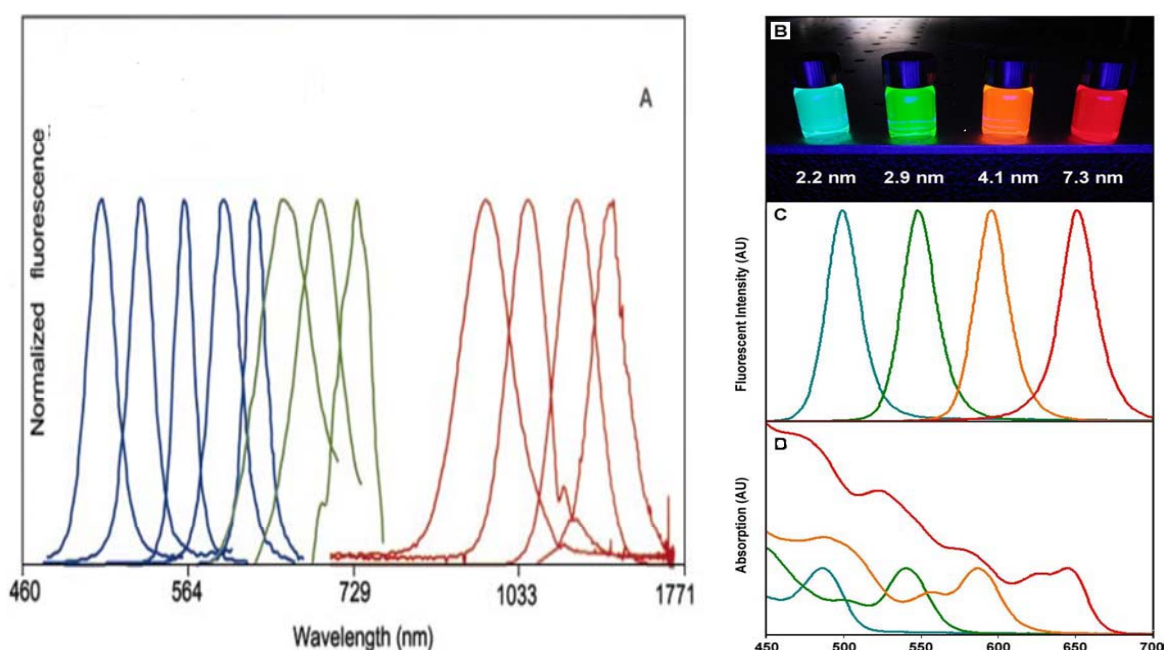 A
Normalized fluorescence
460 564 729 1033 1771
Wavelength (nm)
B
2.2 nm 2.9 nm 4.1 nm 7.3 nm
C
Fluorescent Intensity (AU)
D
Absorption (AU)
450 500 550 600 650 700